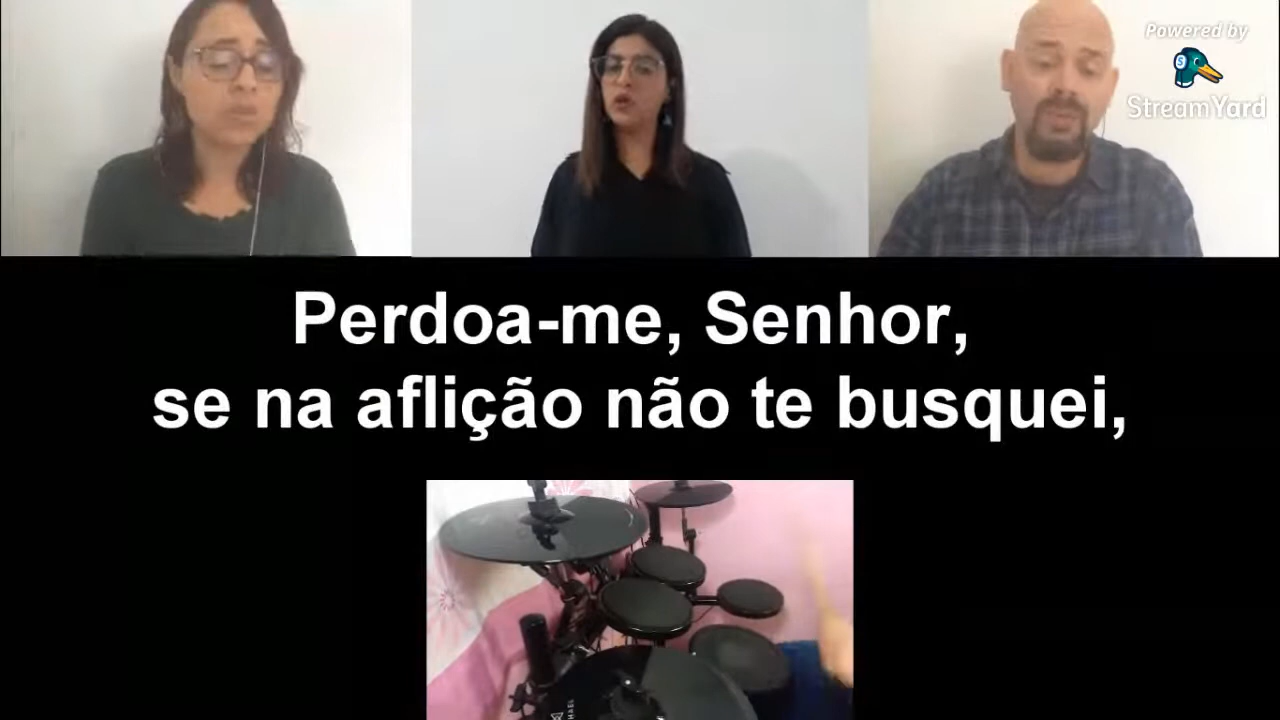 Powered by
StreamYard
Perdoa-me, Senhor,
se na aflição não te busquei,